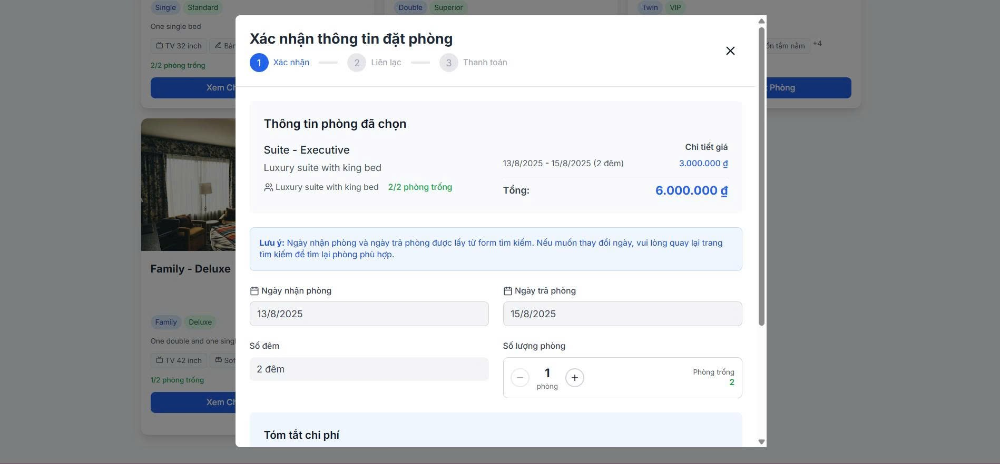 Single Standard
Double Superior
Twin VIP
One single bed
TV 32 inch
tắm nằm
+4
2/2 phòng trống
Xem
Phòng
Xác nhận thông tin đặt phòng
1 Xác nhận
2 Liên lạc
3 Thanh toán
Thông tin phòng đã chọn
Suite - Executive
Luxury suite with king bed
Luxury suite with king bed 2/2 phòng trống
Chi tiết giá
13/8/2025 - 15/8/2025 (2 đêm) 3.000.000 ₫
Tổng: 6.000.000 ₫
Lưu ý: Ngày nhận phòng và ngày trả phòng được lấy từ form tìm kiếm. Nếu muốn thay đổi ngày, vui lòng quay lại trang
tìm kiếm để tìm lại phòng phù hợp.
Ngày nhận phòng
13/8/2025
Ngày trả phòng
15/8/2025
Số đêm
2 đêm
Số lượng phòng
1
phòng
Phòng trống
2
Tóm tắt chi phí
Family - Deluxe
Family Deluxe
One double and one
TV 42 inch
1/2 phòng trống
Xem